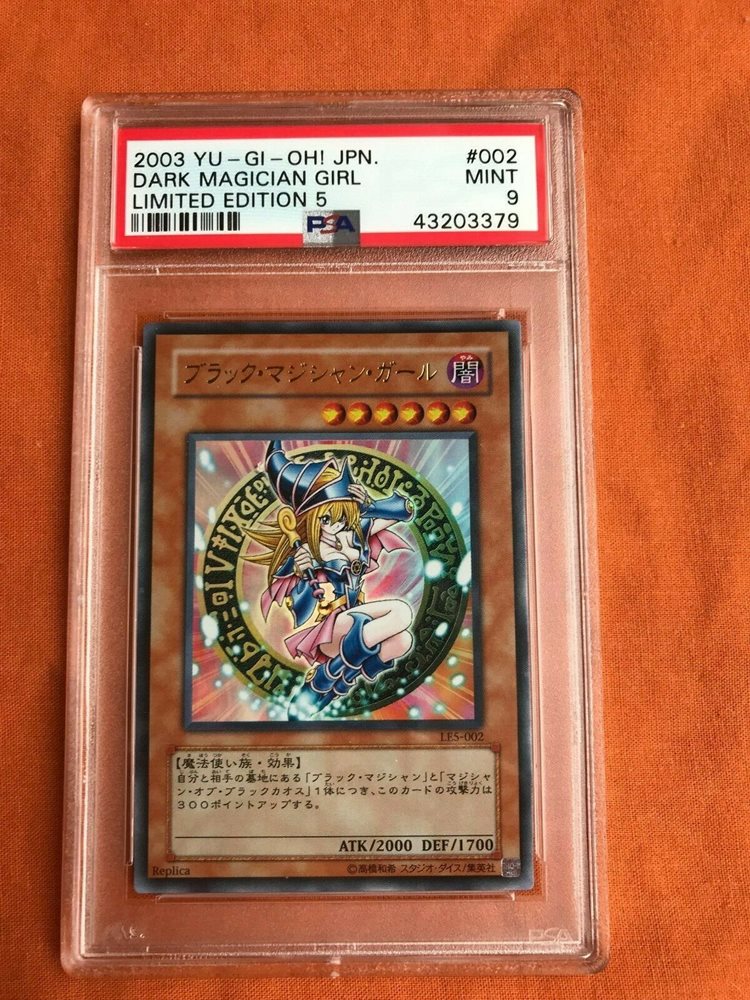 2003 YU-GI-OH! JPN. #002
DARK MAGICIAN GIRL MINT
LIMITED EDITION 5 9
PSA 43203379
ブラック・マジシャン・ガール 闇
LE5-002
【魔法使い族・効果】
自分と相手の墓地にある「ブラック・マジシャン」と「マジシャ
ン・オブ・ブラックカオス」1体につき、このカードの攻撃力は
300ポイントアップする。
ATK/2000 DEF/1700
Replica ©高橋和希 スタジオ・ダイス/集英社
PSA